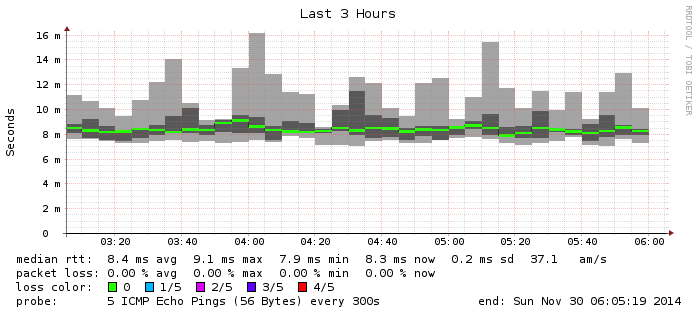 Last 3 Hours
RRDTOOL / TOBI OETIKER
Seconds
16 m
14 m
12 m
10 m
8 m
6 m
4 m
2 m
0
03:20 03:40 04:00 04:20 04:40 05:00 05:20 05:40 06:00
median rtt: 8.4 ms avg 9.1 ms max 7.9 ms min 8.3 ms now 0.2 ms sd 37.1 am/s
packet loss: 0.00 % avg 0.00 % max 0.00 % min 0.00 % now
loss color: 0 1/5 2/5 3/5 4/5
probe: 5 ICMP Echo Pings (56 Bytes) every 300s end: Sun Nov 30 06:05:19 2014